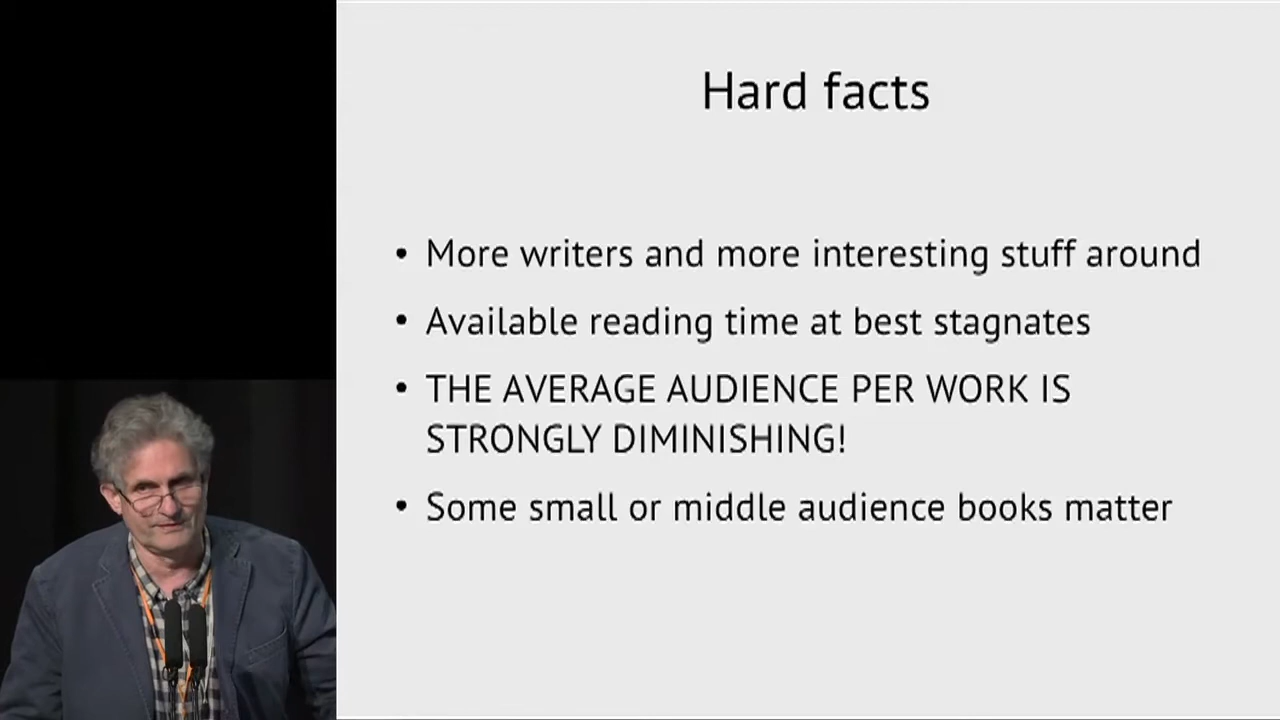 Hard facts
• More writers and more interesting stuff around
• Available reading time at best stagnates
• THE AVERAGE AUDIENCE PER WORK IS
STRONGLY DIMINISHING!
• Some small or middle audience books matter